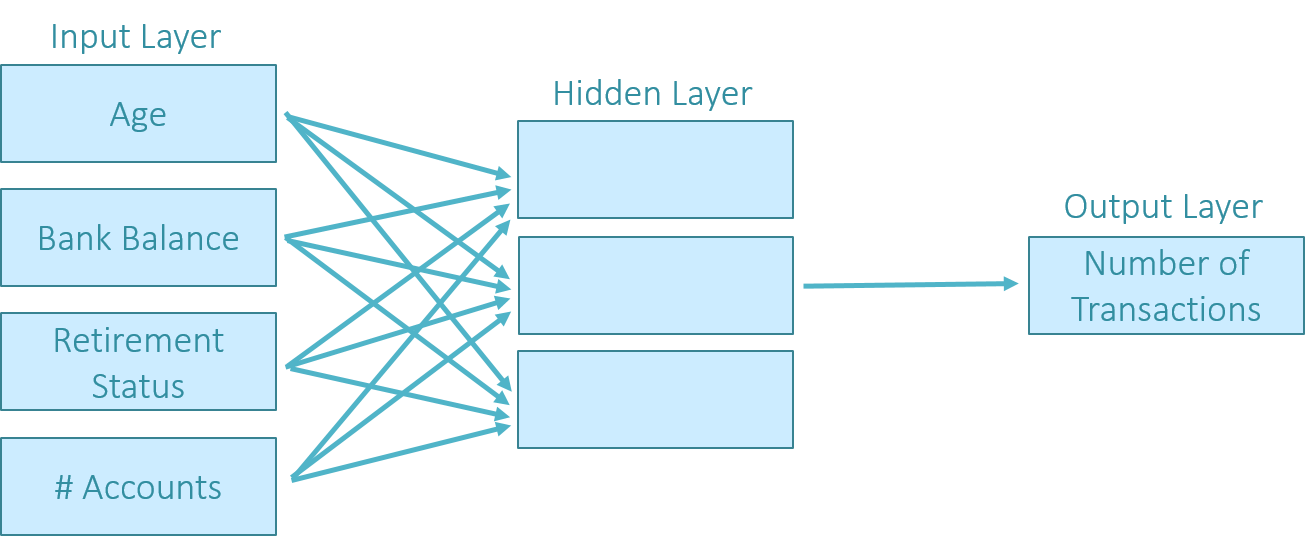 Input Layer
Age
Bank Balance
Retirement
Status
# Accounts
Hidden Layer
Output Layer
Number of
Transactions